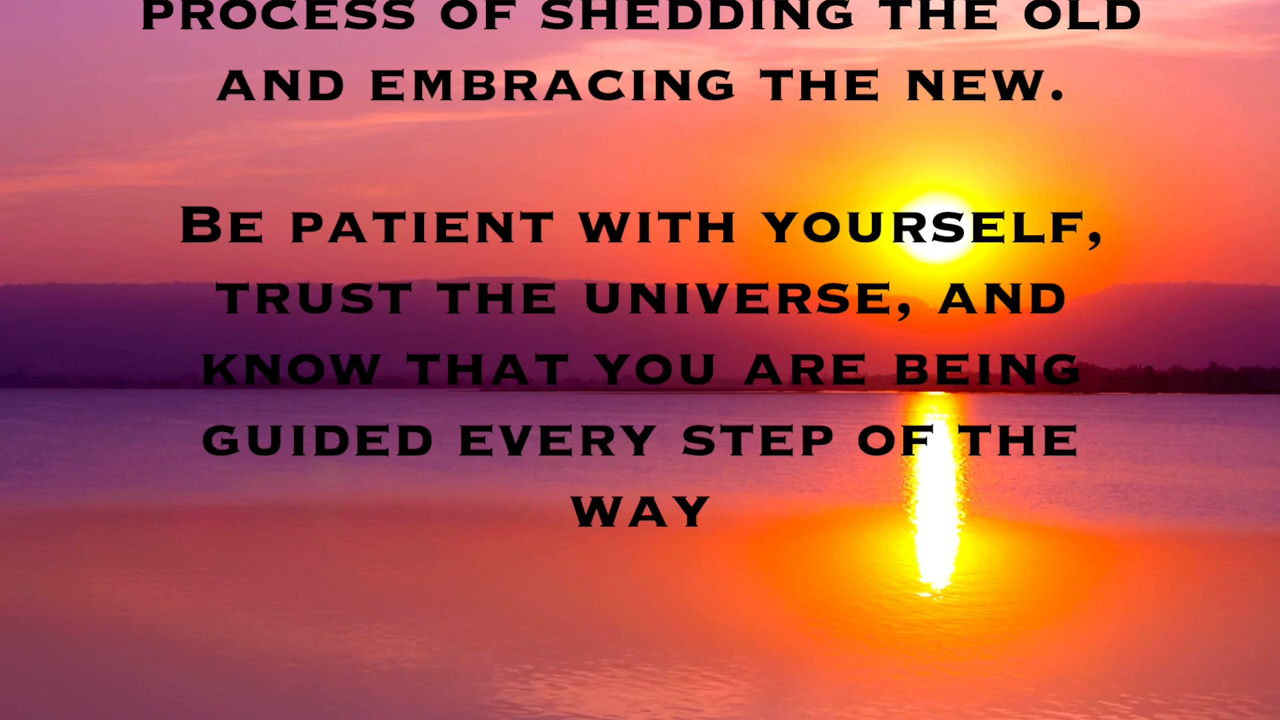 PROCESS OF SHEDDING THE OLD
AND EMBRACING THE NEW.
BE PATIENT WITH YOURSELF,
TRUST THE UNIVERSE, AND
KNOW THAT YOU ARE BEING
GUIDED EVERY STEP OF THE
WAY